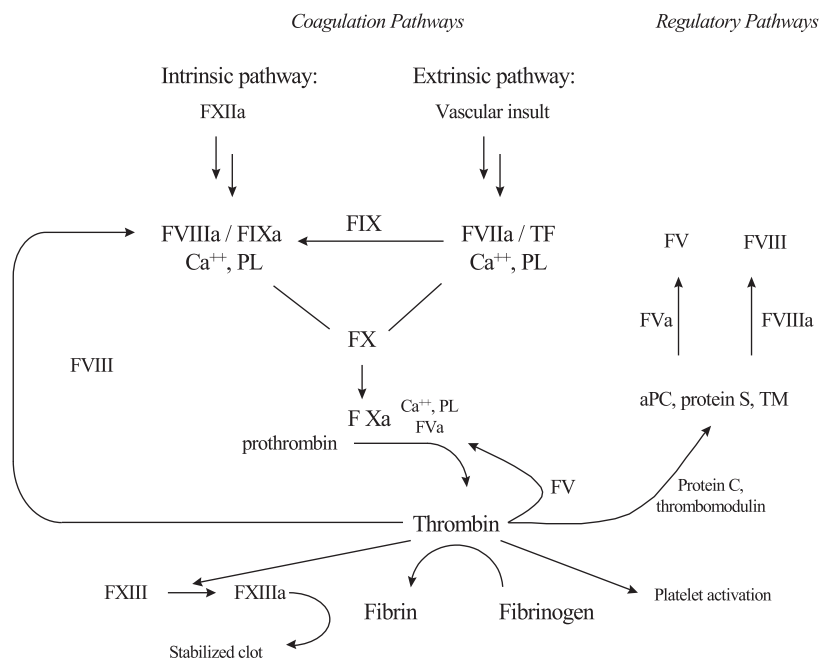 Coagulation Pathways
Regulatory Pathways
Intrinsic pathway:
Extrinsic pathway:
FXIIa
Vascular insult
FVIIIa / FIXa
Ca++, PL
FIX
FVIIa / TF
Ca++, PL
FV
FVIII
FVa
FVIIIa
FX
FVIII
F Xa
Ca++, PL
FVa
aPC, protein S, TM
prothrombin
FV
Protein C,
thrombomodulin
Thrombin
FXIII
FXIIIa
Fibrin
Fibrinogen
Platelet activation
Stabilized clot